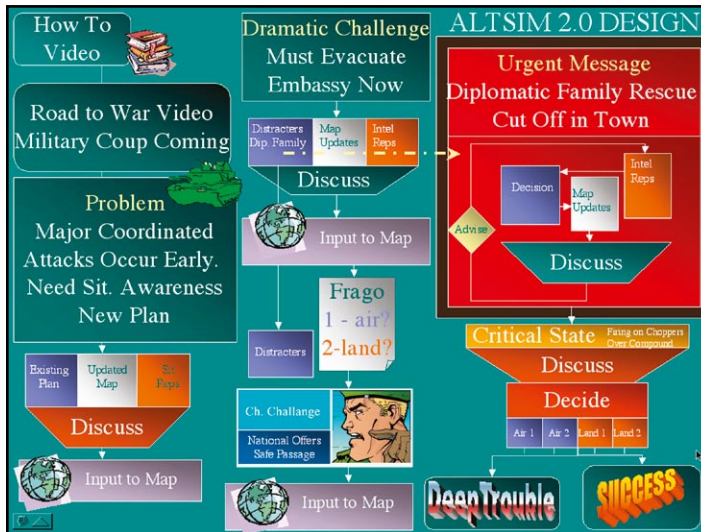 How To
Video
Road to War Video
Military Coup Coming
Problem
Major Coordinated
Attacks Occur Early.
Need Sit. Awareness
New Plan
Existing
Plan
Updated
Map
Sit
Reps
Discuss
Input to Map
Dramatic Challenge
Must Evacuate
Embassy Now
Distracters
Dip. Family
Map
Updates
Intel
Reps
Discuss
Input to Map
Frago
1 - air?
2-land?
Distracters
Ch. Challange
National Offers
Safe Passage
Input to Map
ALTSIM 2.0 DESIGN
Urgent Message
Diplomatic Family Rescue
Cut Off in Town
Intel
Reps
Decision
Map
Updates
Advise
Discuss
Critical State
Firing on Choppers
Over Compound
Discuss
Decide
Air 1
Air 2
Land 1
Land 2
Deep Trouble
SUCCESS